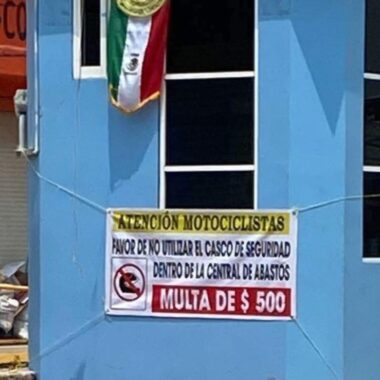 ATENCIÓN MOTOCICLISTAS
FAVOR DE NO UTILIZAR EL CASCO DE SEGURIDAD
DENTRO DE LA CENTRAL DE ABASTOS
MULTA DE $ 500